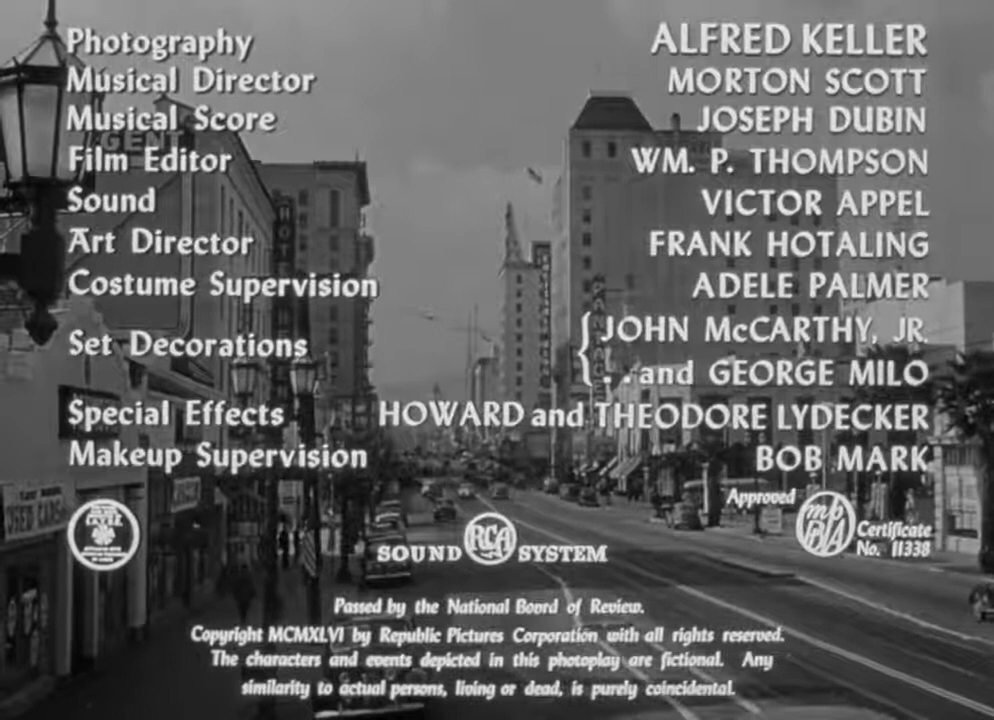 Photography ALFRED KELLER
Musical Director MORTON SCOTT
Musical Score JOSEPH DUBIN
Film Editor WM. P. THOMPSON
Sound VICTOR APPEL
Art Director FRANK HOTALING
Costume Supervision ADELE PALMER
Set Decorations { JOHN McCARTHY, JR.
. . and GEORGE MILO
Special Effects HOWARD and THEODORE LYDECKER
Makeup Supervision BOB MARK
Approved
Certificate
No. 11338
SOUND RCA SYSTEM
Passed by the National Board of Review.
Copyright MCMXLVI by Republic Pictures Corporation with all rights reserved.
The characters and events depicted in this photoplay are fictional. Any
similarity to actual persons, living or dead, is purely coincidental.
USED CARS
HOTEL